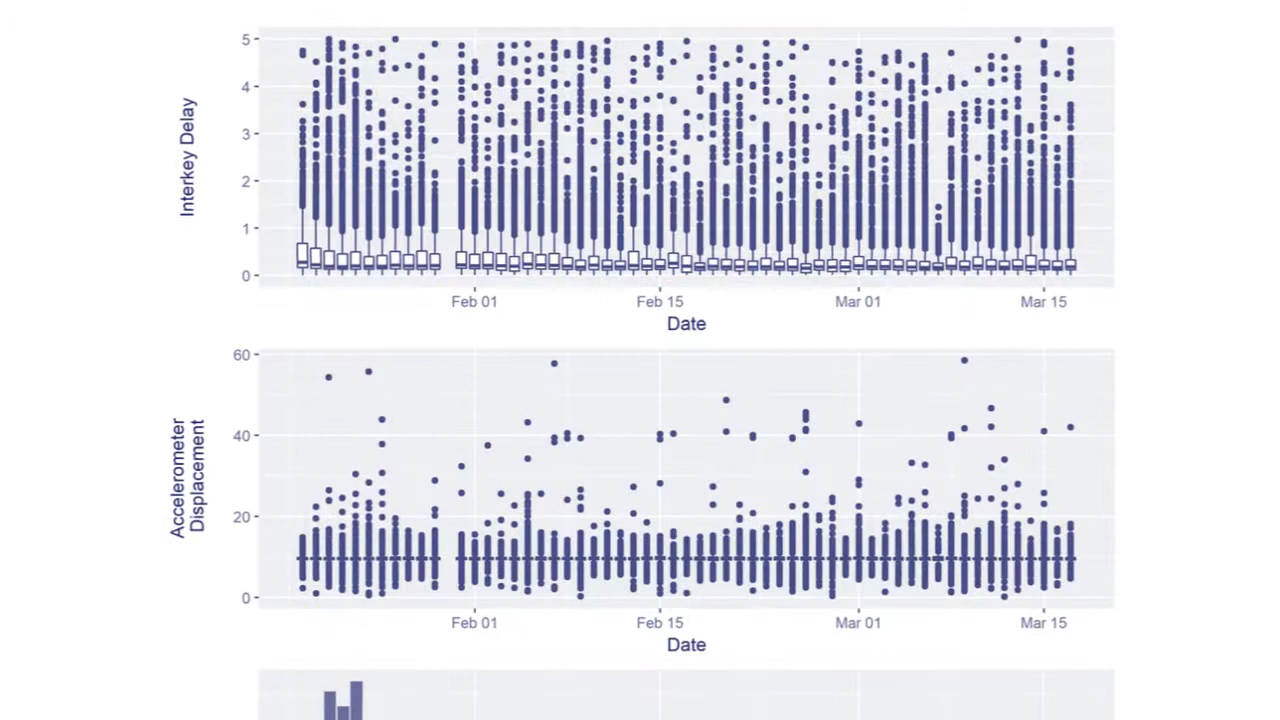 5
4
3
2
1
0
Interkey Delay
Feb 01 Feb 15 Mar 01 Mar 15
Date
60
40
20
0
Accelerometer
Displacement
Feb 01 Feb 15 Mar 01 Mar 15
Date